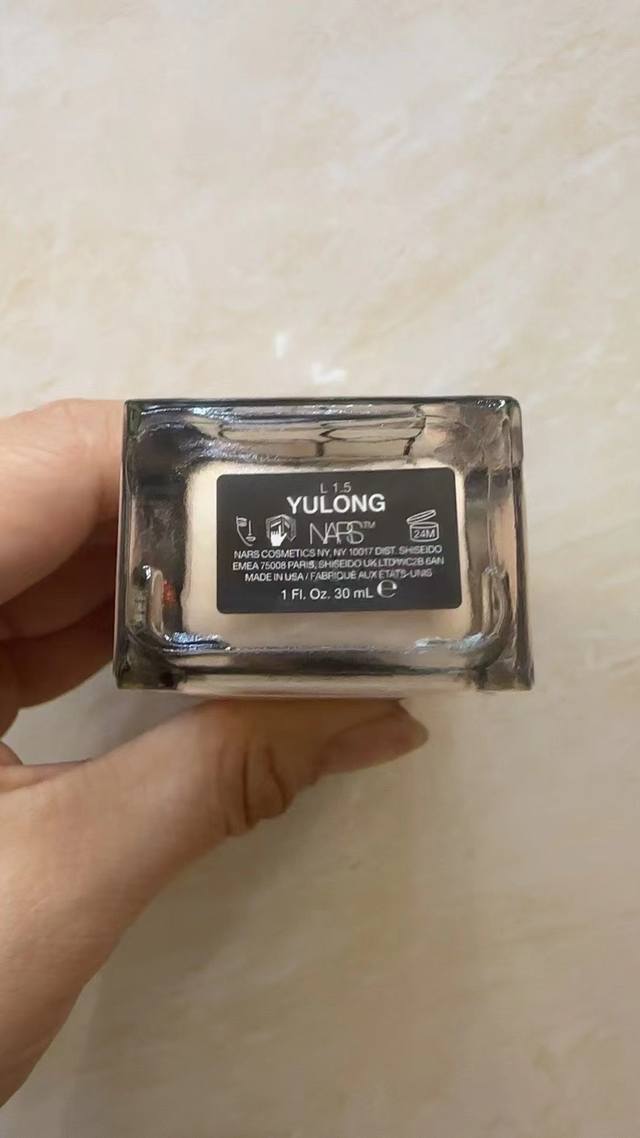 L 1.5
YULONG
NARS™
24M
NARS COSMETICS NY, NY 10017 DIST. SHISEIDO
EMEA 75008 PARIS, SHISEIDO UK LTD WC2B 6AN
MADE IN USA / FABRIQUÉ AUX ÉTATS-UNIS
1 Fl. Oz. 30 mL ℮